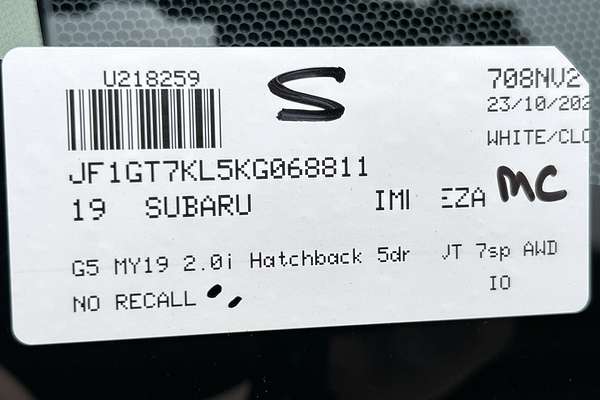 U218259
S
708NV2
23/10/202
WHITE/CLO
JF1GT7KL5KG068811
19 SUBARU IMI EZA MC
G5 MY19 2.0i Hatchback 5dr JT 7sp AWD
NO RECALL IO